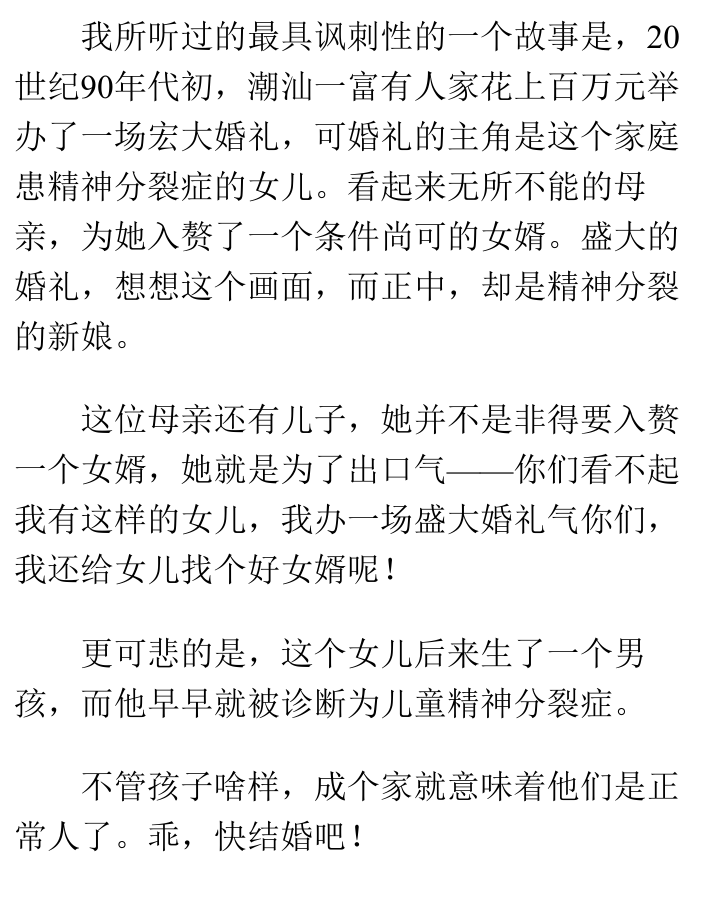 我所听过的最具讽刺性的一个故事是，20
世纪90年代初，潮汕一富有人家花上百万元举
办了一场宏大婚礼，可婚礼的主角是这个家庭
患精神分裂症的女儿。看起来无所不能的母
亲，为她入赘了一个条件尚可的女婿。盛大的
婚礼，想想这个画面，而正中，却是精神分裂
的新娘。
这位母亲还有儿子，她并不是非得要入赘
一个女婿，她就是为了出口气——你们看不起
我有这样的女儿，我办一场盛大婚礼气你们，
我还给女儿找个好女婿呢！
更可悲的是，这个女儿后来生了一个男
孩，而他早早就被诊断为儿童精神分裂症。
不管孩子啥样，成个家就意味着他们是正
常人了。乖，快结婚吧！